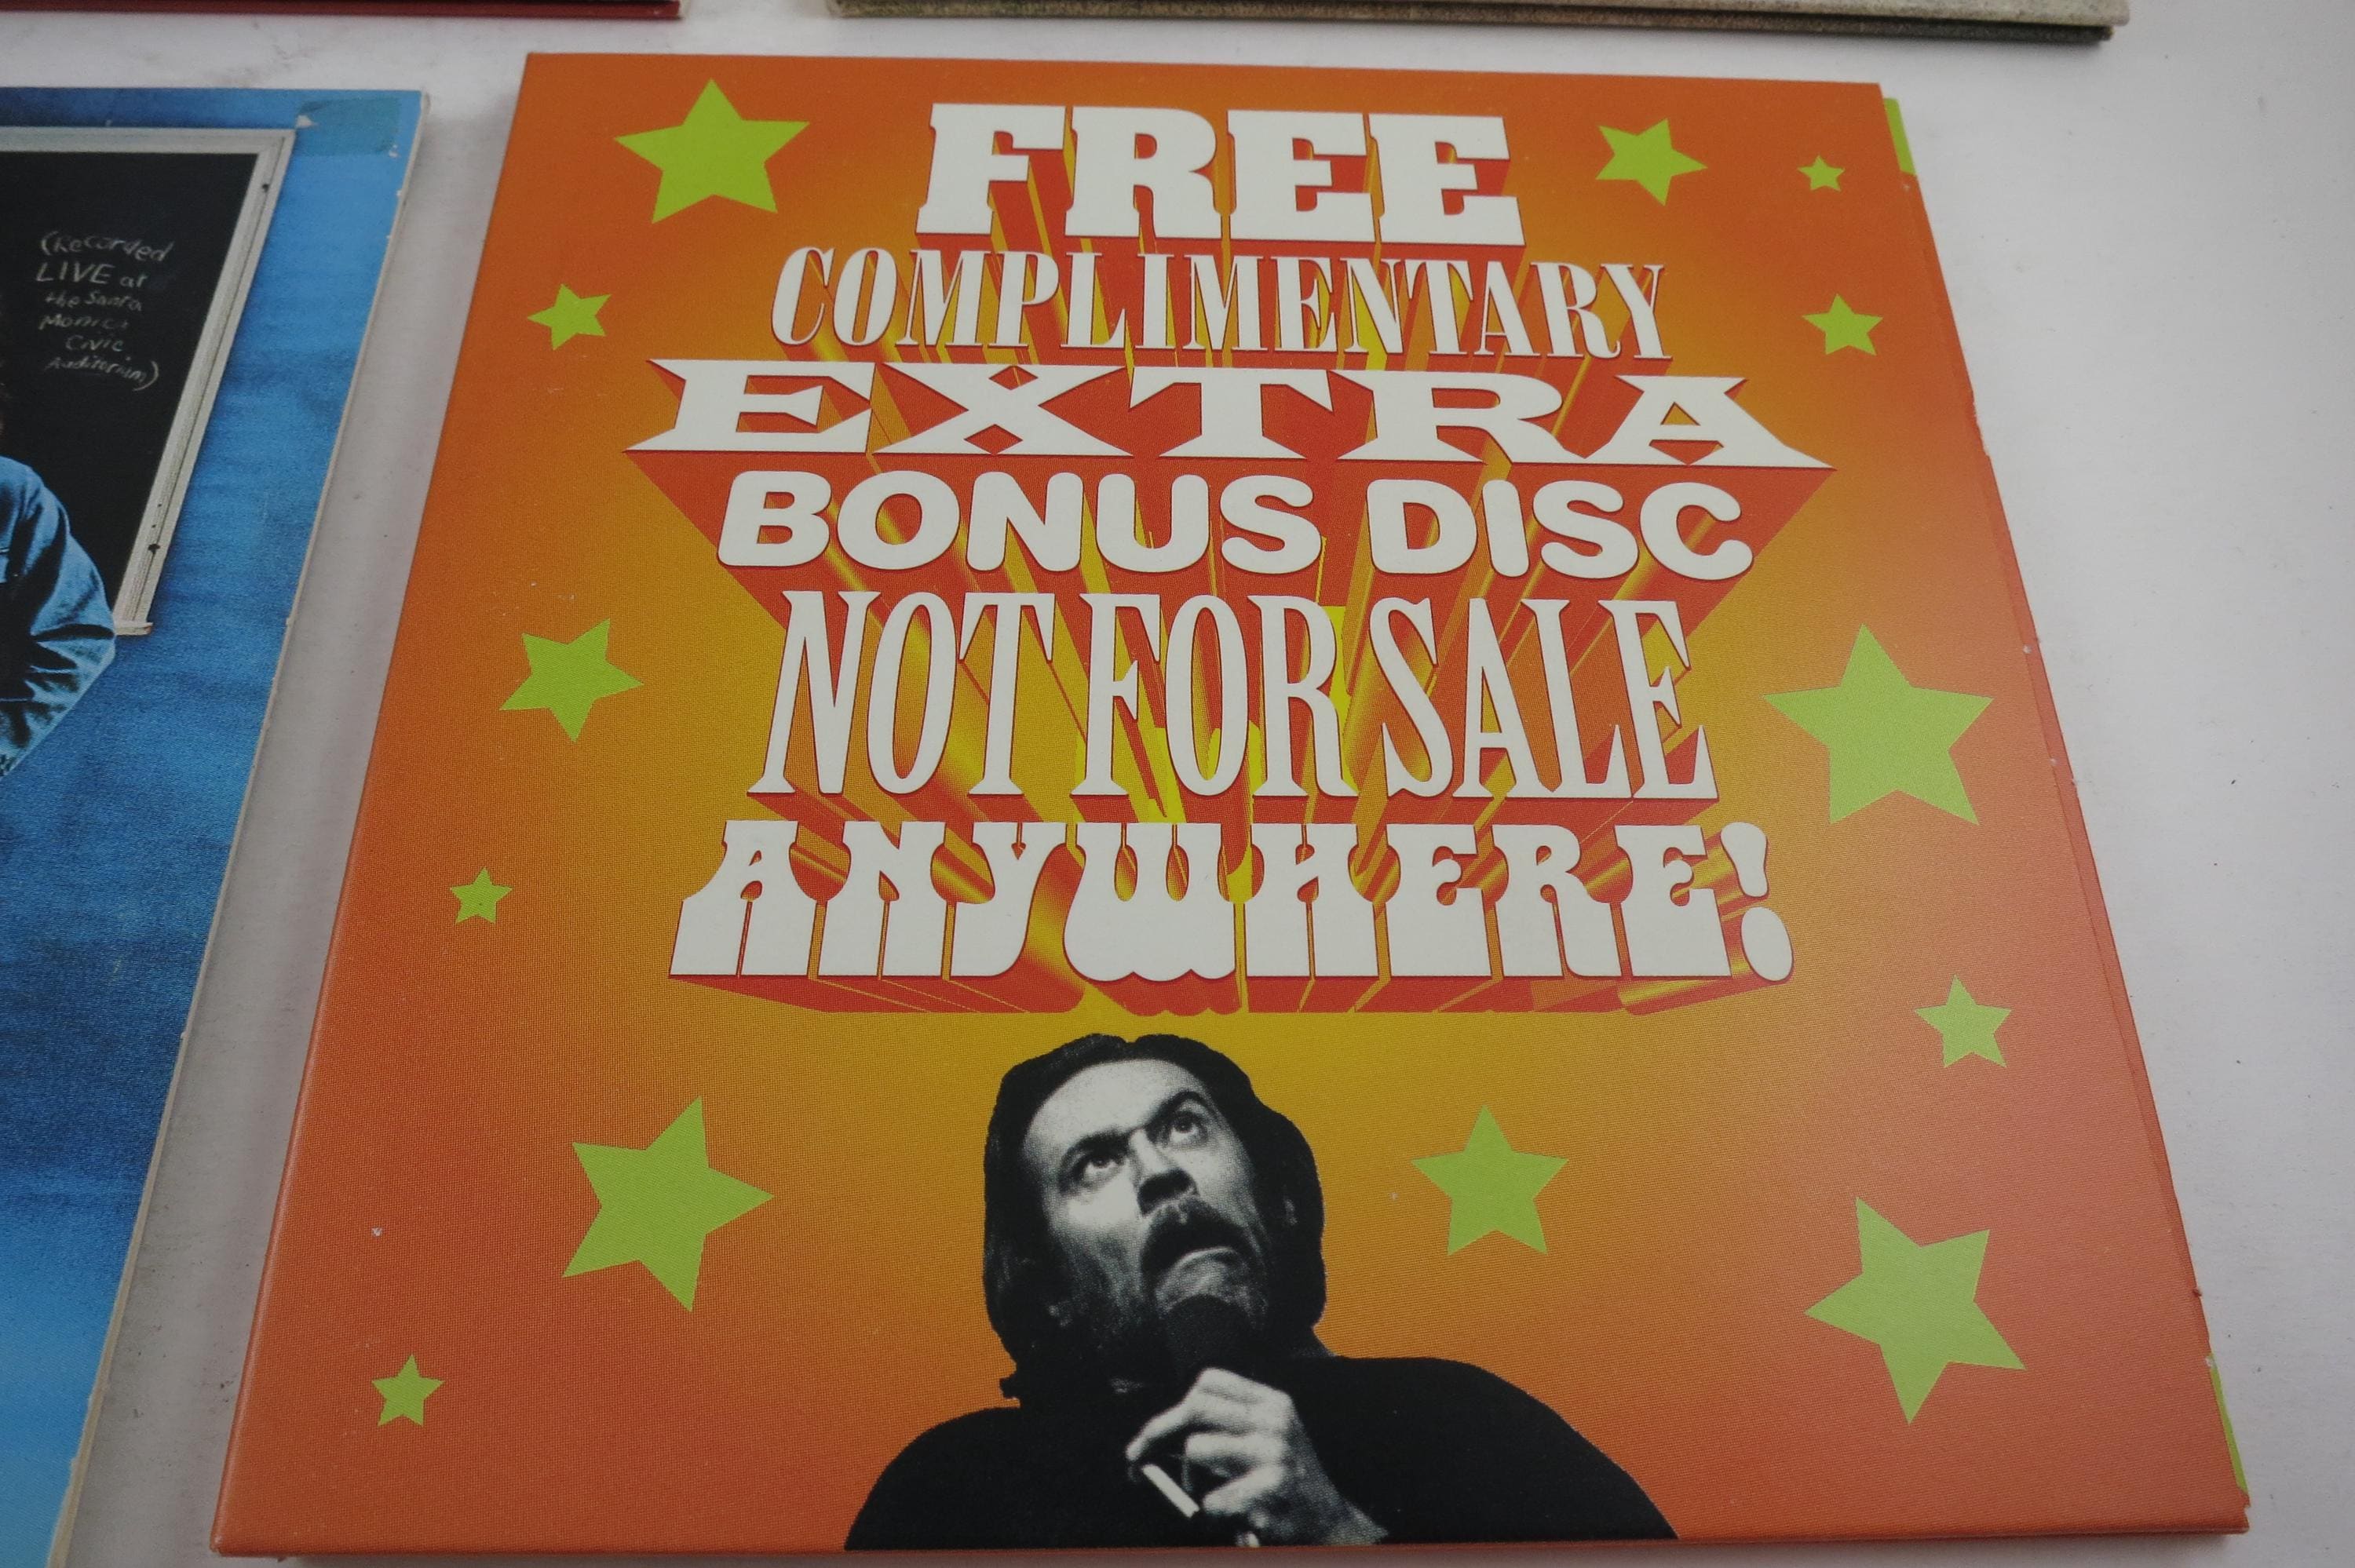 (Recorded
LIVE at
the Santa
Monica
Civic
Auditorium)
FREE
COMPLIMENTARY
EXTRA
BONUS DISC
NOT FOR SALE
ANYWHERE!